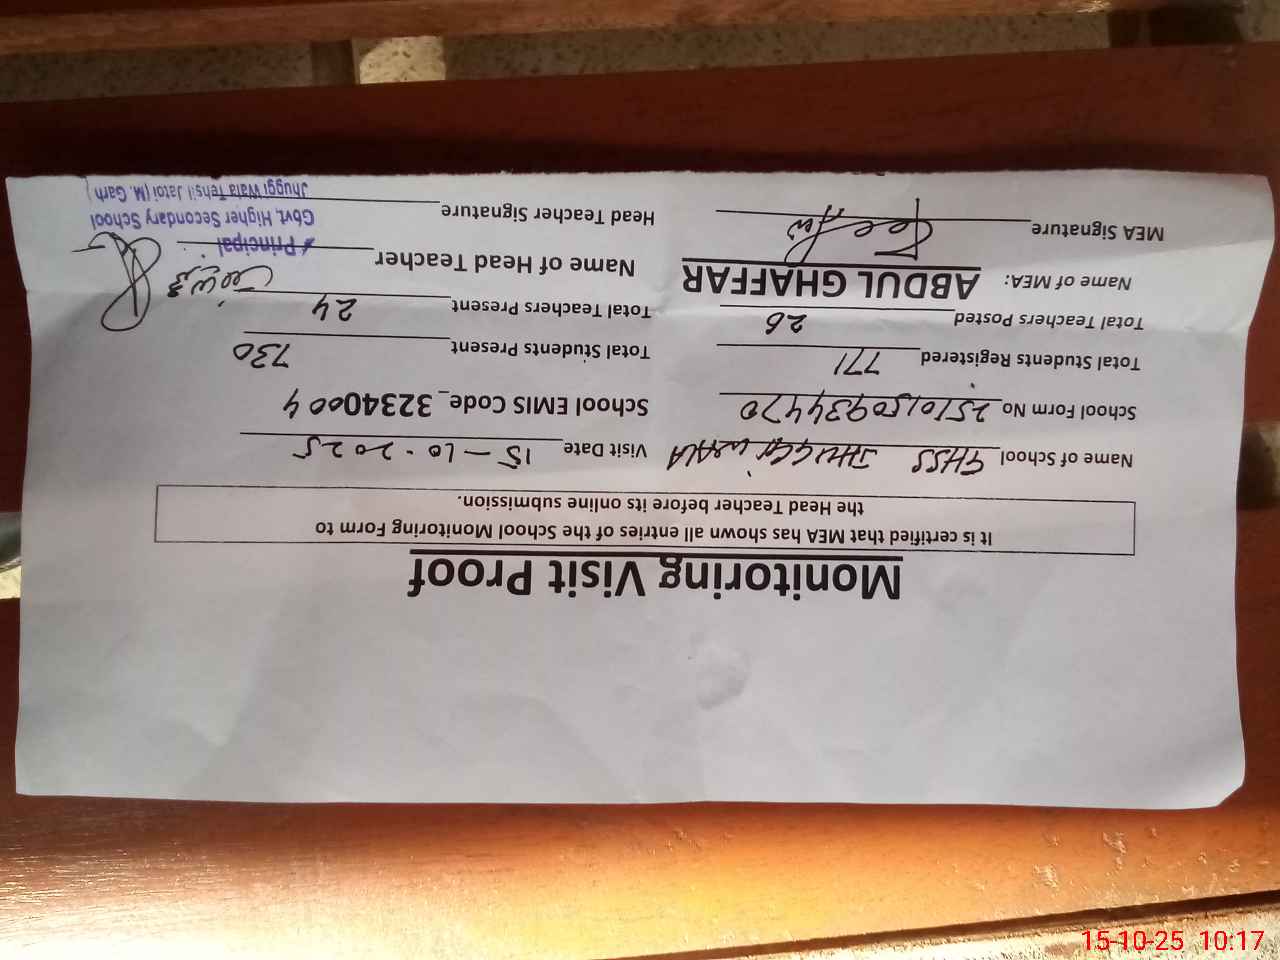 Monitoring Visit Proof
It is certified that MEA has shown all entries of the School Monitoring Form to
the Head Teacher before its online submission.
Name of School GHSS JHUGGI WALA Visit Date 15-10-2025
School Form No 2510150934470 School EMIS Code_32340004
Total Students Registered 771 Total Students Present 730
Total Teachers Posted 26 Total Teachers Present 24
Name of MEA: ABDUL GHAFFAR Name of Head Teacher
MEA Signature Head Teacher Signature
Principal
Govt. Higher Secondary School
Jhuggi Wala Tehsil Jatoi (M. Garh)
15-10-25 10:17